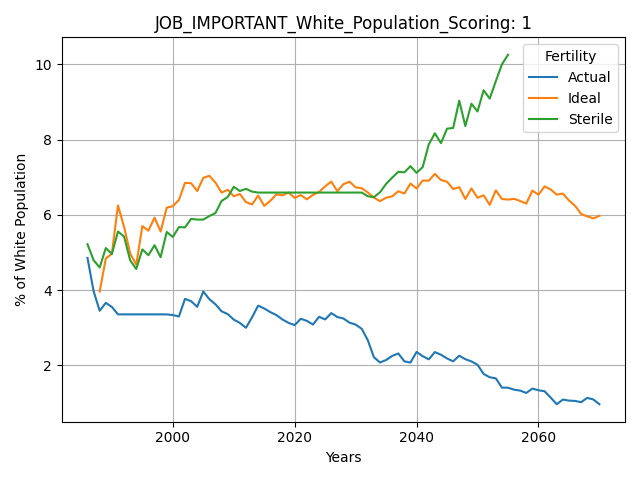 JOB_IMPORTANT_White_Population_Scoring: 1
Fertility
Actual
Ideal
Sterile
% of White Population
10
8
6
4
2
2000
2020
2040
2060
Years